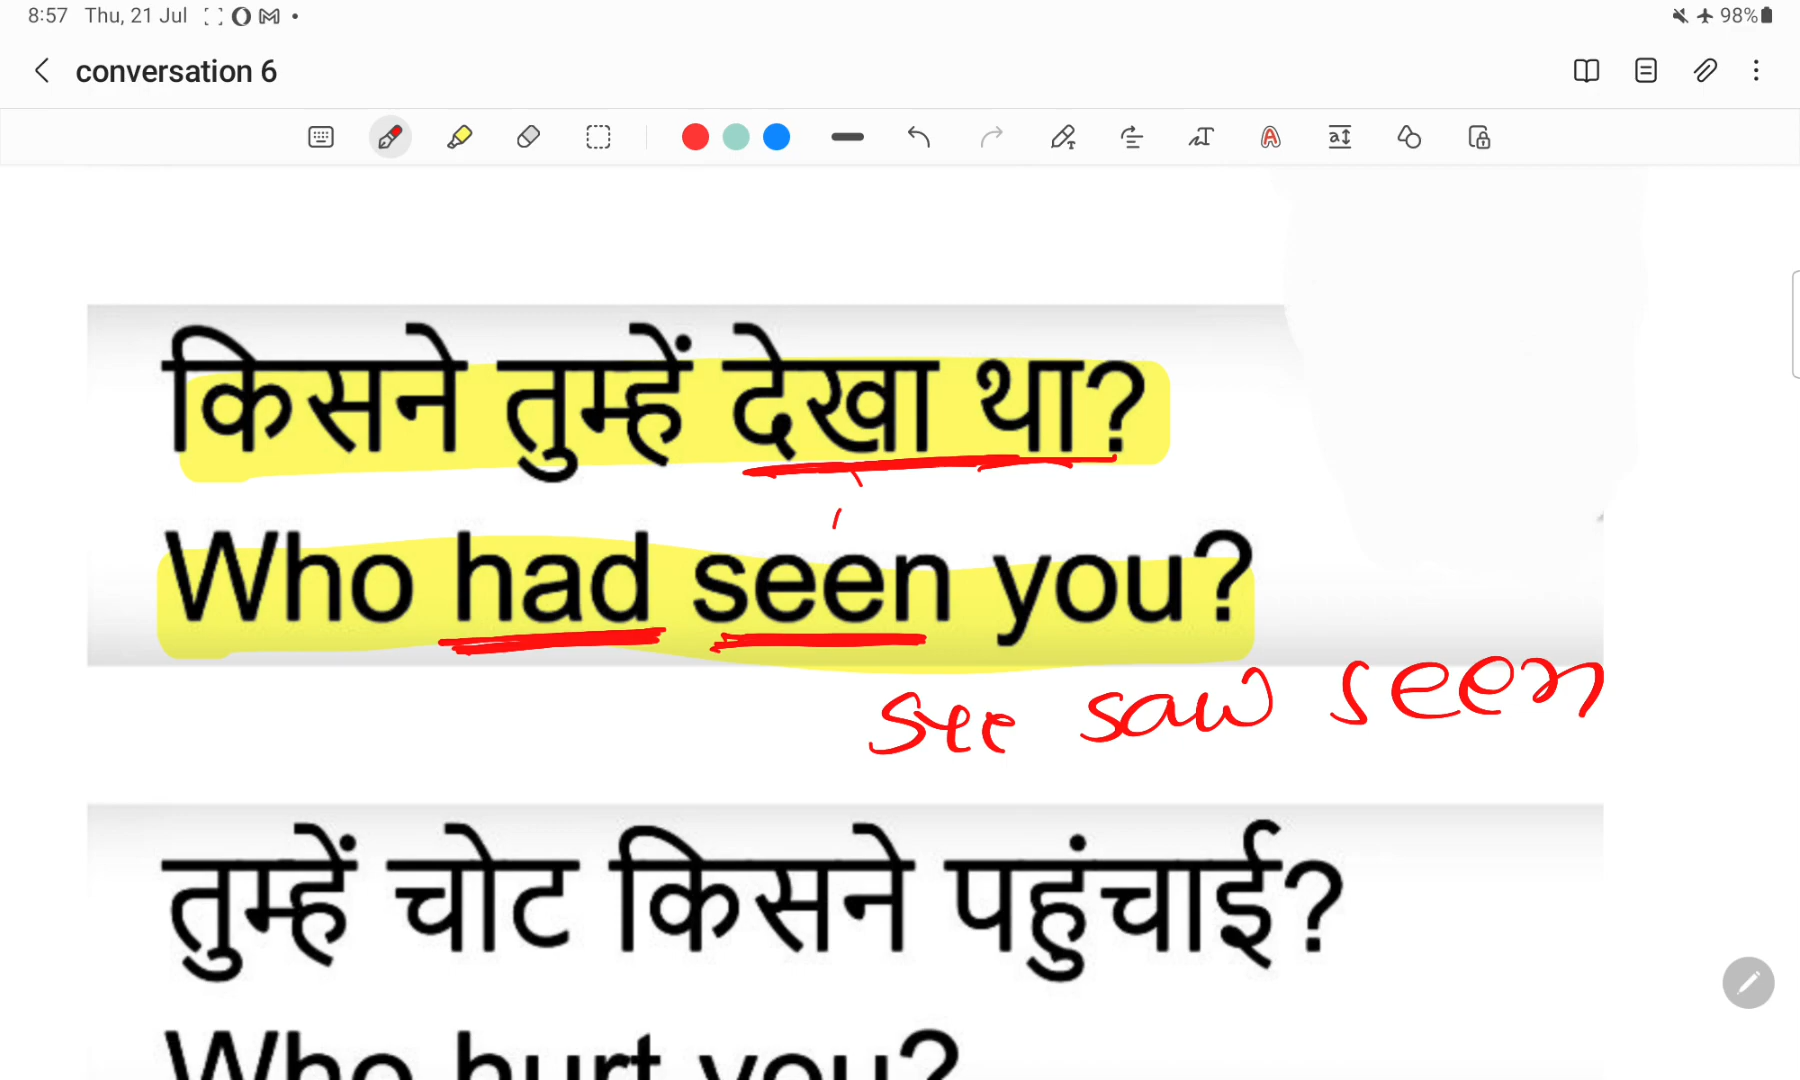 8:57 Thu, 21 Jul 98%
conversation 6
किसने तुम्हें देखा था?
Who had seen you?
see saw seen
तुम्हें चोट किसने पहुंचाई?
Who hurt you?